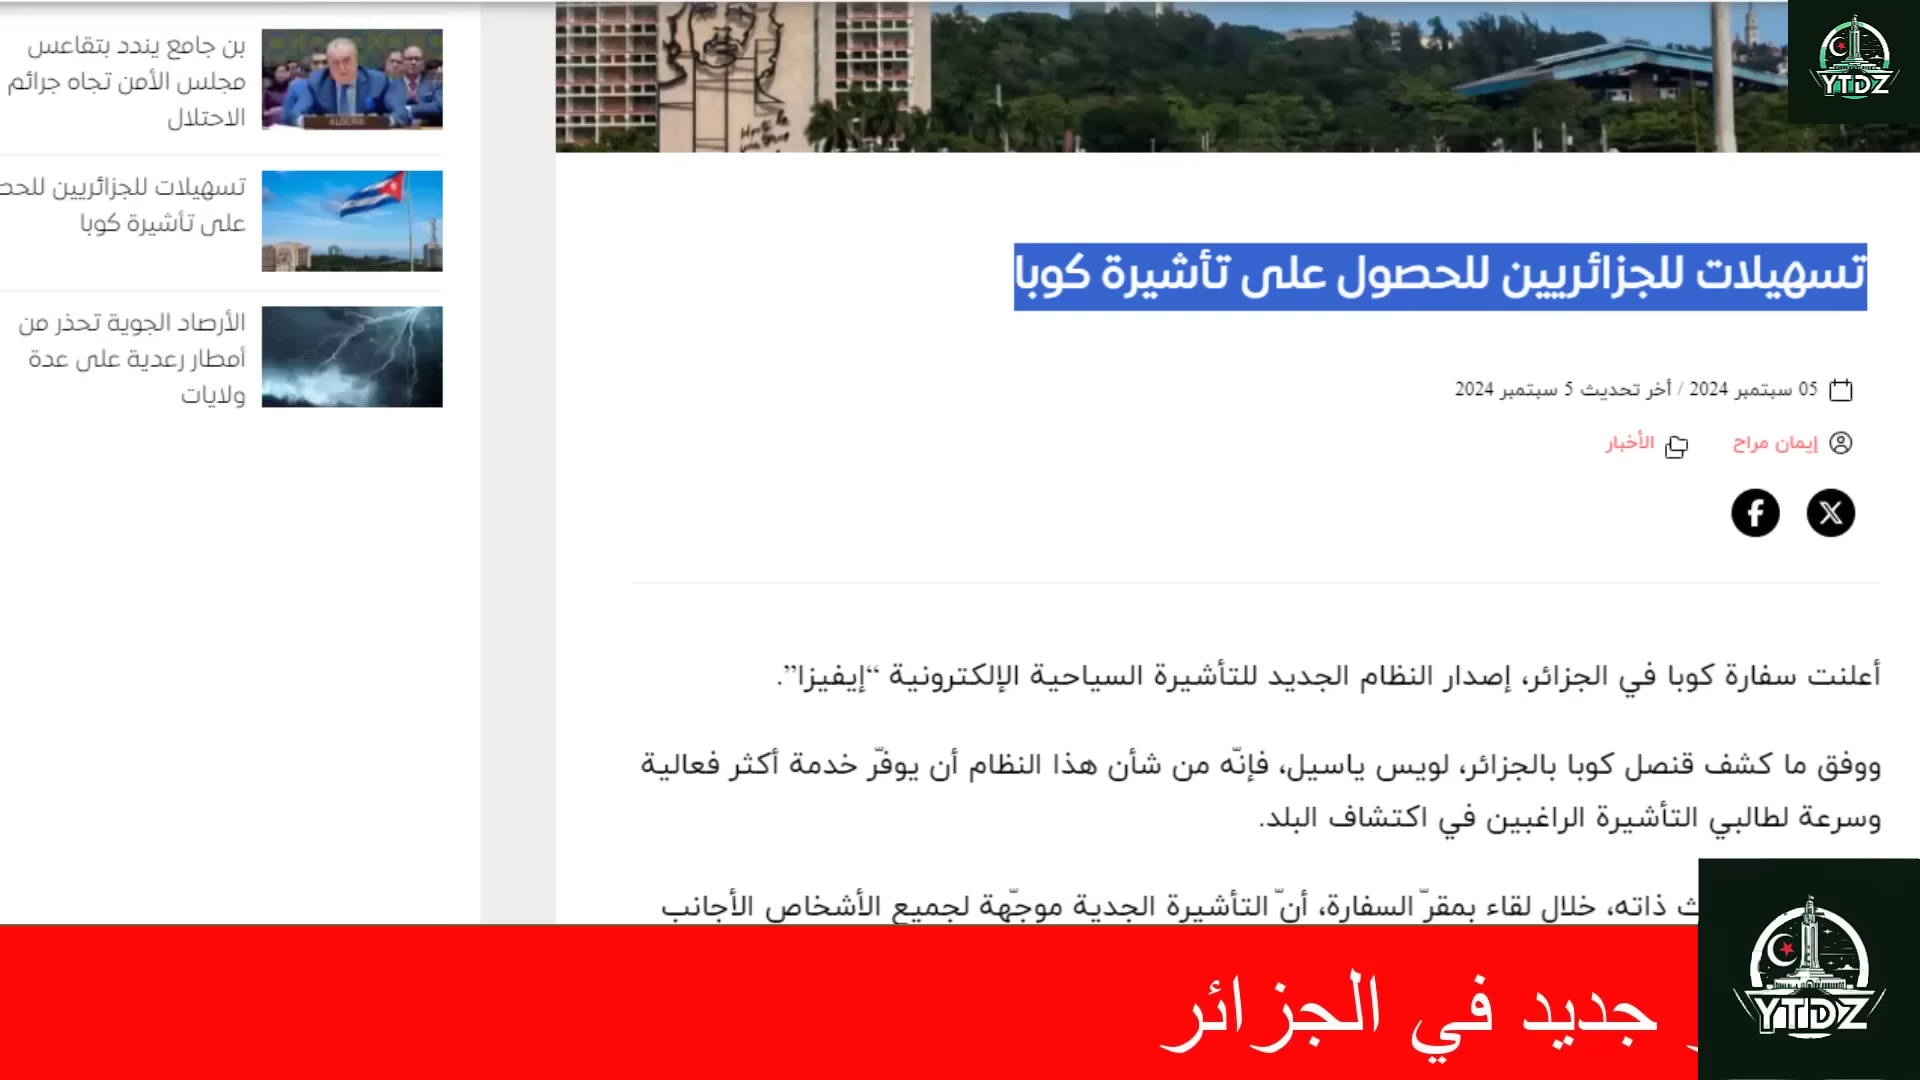 YTDZ
تسهيلات للجزائريين للحصول على تأشيرة كوبا
05 سبتمبر 2024 / أخر تحديث 5 سبتمبر 2024
إيمان مراح الأخبار
أعلنت سفارة كوبا في الجزائر، إصدار النظام الجديد للتأشيرة السياحية الإلكترونية “إيفيزا”.
ووفق ما كشف قنصل كوبا بالجزائر، لويس ياسيل، فإنّه من شأن هذا النظام أن يوفّر خدمة أكثر فعالية
وسرعة لطالبي التأشيرة الراغبين في اكتشاف البلد.
ذاته، خلال لقاء بمقرّ السفارة، أنّ التأشيرة الجدية موجّهة لجميع الأشخاص الأجانب
بن جامع يندد بتقاعس
مجلس الأمن تجاه جرائم
الاحتلال
ALGERIA
تسهيلات للجزائريين
على تأشيرة كوبا
الأرصاد الجوية تحذر من
أمطار رعدية على عدة
ولايات
جديد في الجزائر
YTDZ